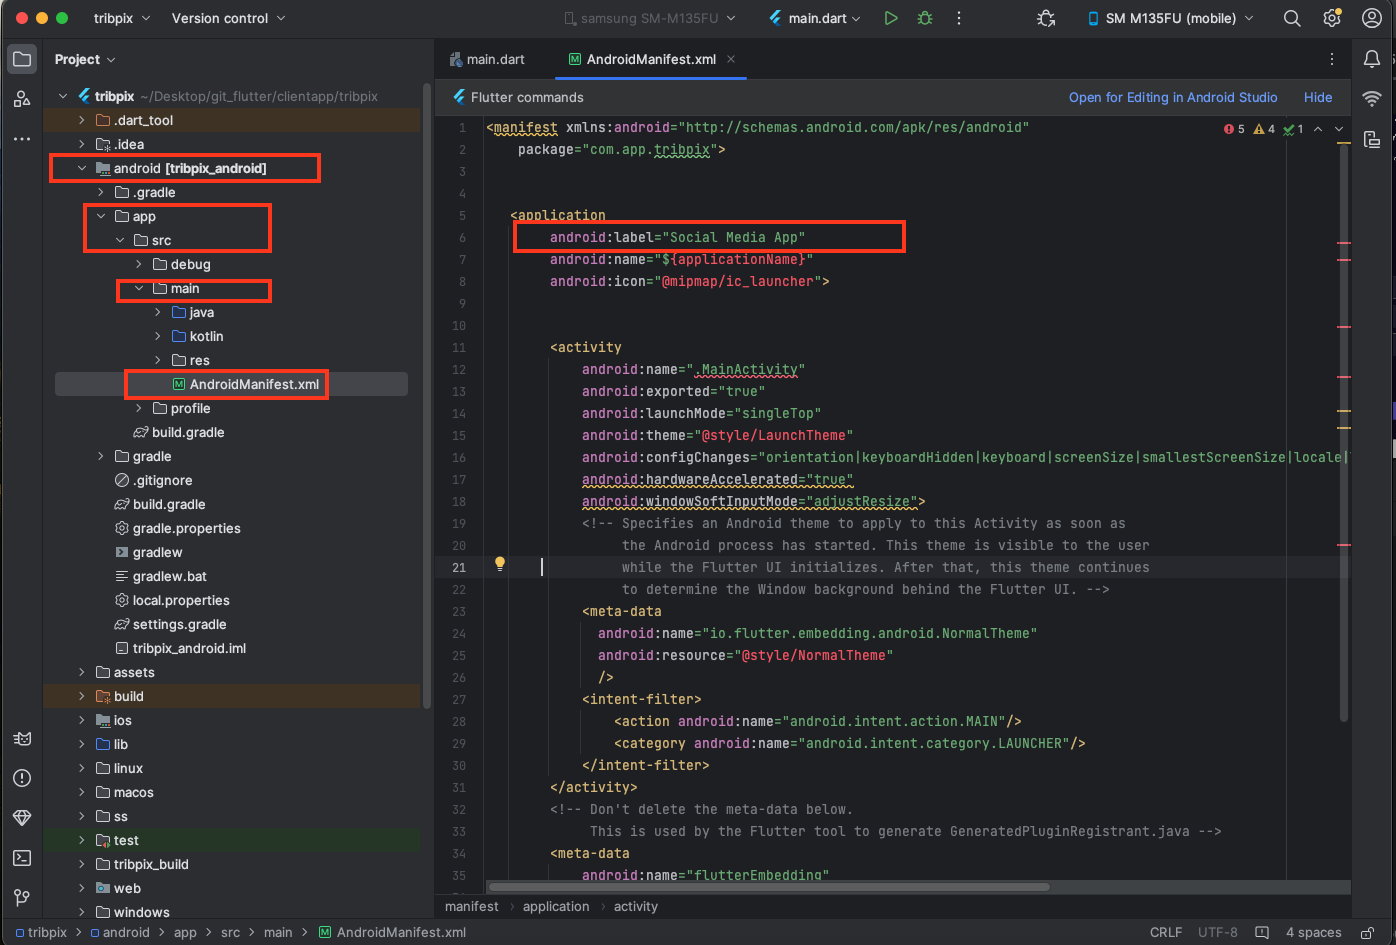 tribpix
Version control
samsung SM-M135FU
main.dart
SM M135FU (mobile)
Project
main.dart
AndroidManifest.xml
tribpix ~/Desktop/git_flutter/clientapp/tribpix
.dart_tool
.idea
android [tribpix_android]
.gradle
app
src
debug
main
java
kotlin
res
AndroidManifest.xml
profile
build.gradle
gradle
.gitignore
build.gradle
gradle.properties
gradlew
gradlew.bat
local.properties
settings.gradle
tribpix_android.iml
assets
build
ios
lib
linux
macos
ss
test
tribpix_build
web
windows
Flutter commands
Open for Editing in Android Studio
Hide
5 4 1
1 <manifest xmlns:android="http://schemas.android.com/apk/res/android"
2 package="com.app.tribpix">
3
4
5 <application
6 android:label="Social Media App"
7 android:name="${applicationName}"
8 android:icon="@mipmap/ic_launcher">
9
10
11 <activity
12 android:name=".MainActivity"
13 android:exported="true"
14 android:launchMode="singleTop"
15 android:theme="@style/LaunchTheme"
16 android:configChanges="orientation|keyboardHidden|keyboard|screenSize|smallestScreenSize|locale|
17 android:hardwareAccelerated="true"
18 android:windowSoftInputMode="adjustResize">
19 <!-- Specifies an Android theme to apply to this Activity as soon as
20 the Android process has started. This theme is visible to the user
21 while the Flutter UI initializes. After that, this theme continues
22 to determine the Window background behind the Flutter UI. -->
23 <meta-data
24 android:name="io.flutter.embedding.android.NormalTheme"
25 android:resource="@style/NormalTheme"
26 />
27 <intent-filter>
28 <action android:name="android.intent.action.MAIN"/>
29 <category android:name="android.intent.category.LAUNCHER"/>
30 </intent-filter>
31 </activity>
32 <!-- Don't delete the meta-data below.
33 This is used by the Flutter tool to generate GeneratedPluginRegistrant.java -->
34 <meta-data
35 android:name="flutterEmbedding"
manifest > application > activity
tribpix > android > app > src > main > AndroidManifest.xml
CRLF UTF-8 4 spaces